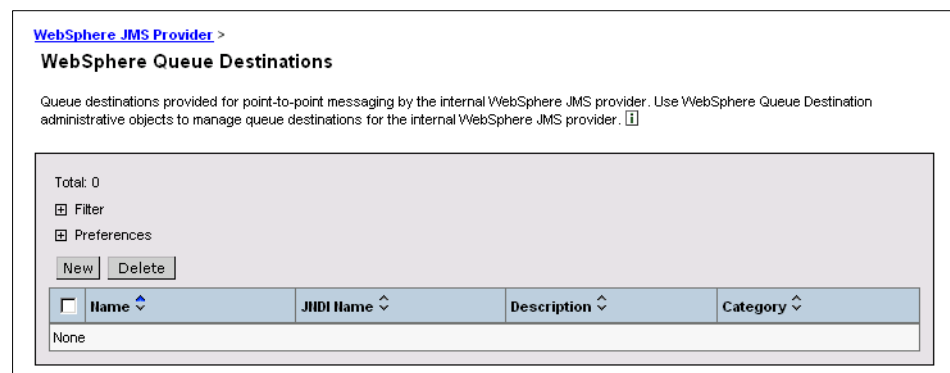 WebSphere JMS Provider >
WebSphere Queue Destinations
Queue destinations provided for point-to-point messaging by the internal WebSphere JMS provider. Use WebSphere Queue Destination
administrative objects to manage queue destinations for the internal WebSphere JMS provider. i
Total: 0
Filter
Preferences
New Delete
Name JNDI Name Description Category
None